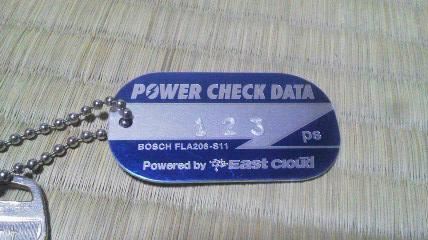 POWER CHECK DATA
123 ps
BOSCH FLA206-S11
Powered by East Cloud